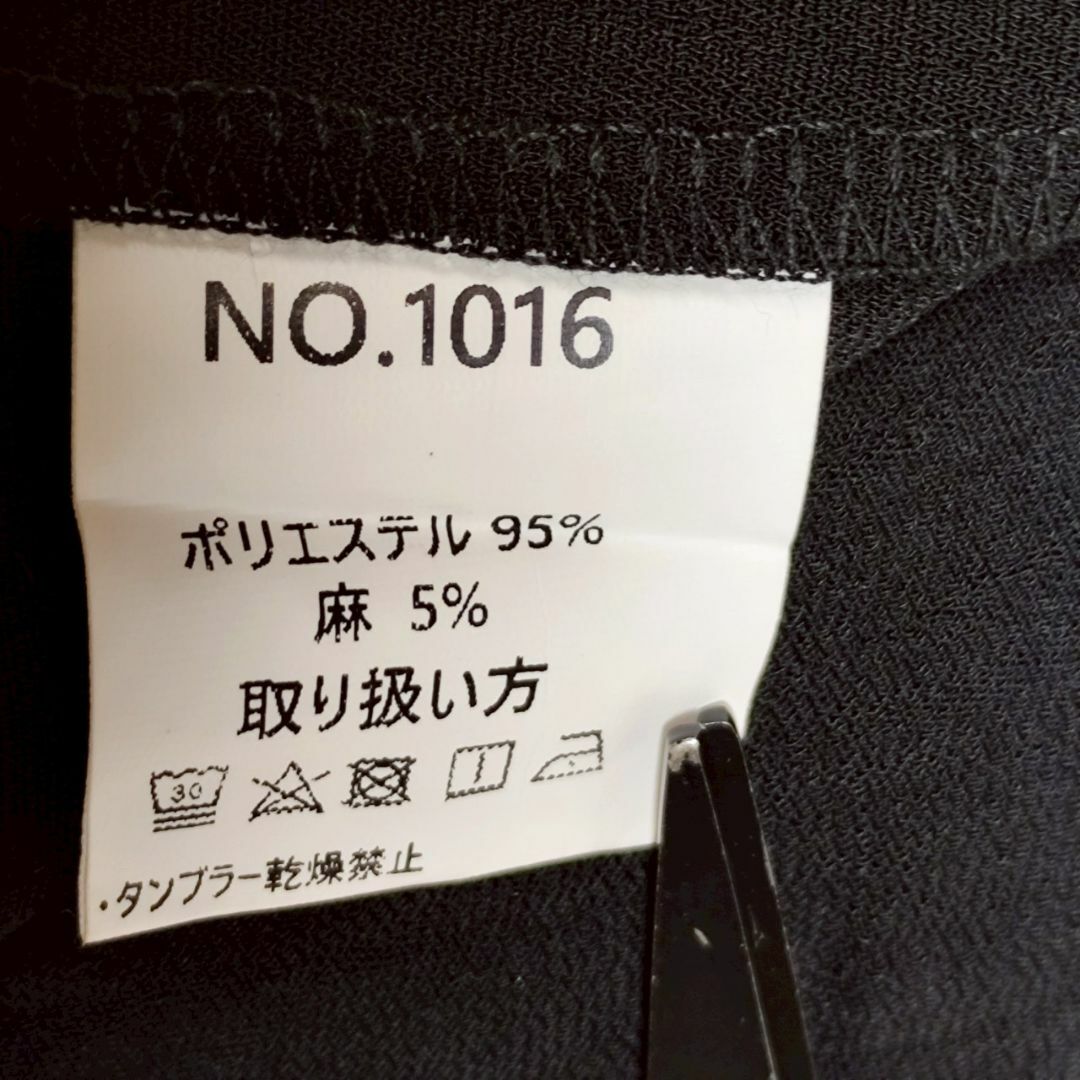 NO.1016
ポリエステル 95%
麻 5%
取り扱い方
30
・タンブラー乾燥禁止